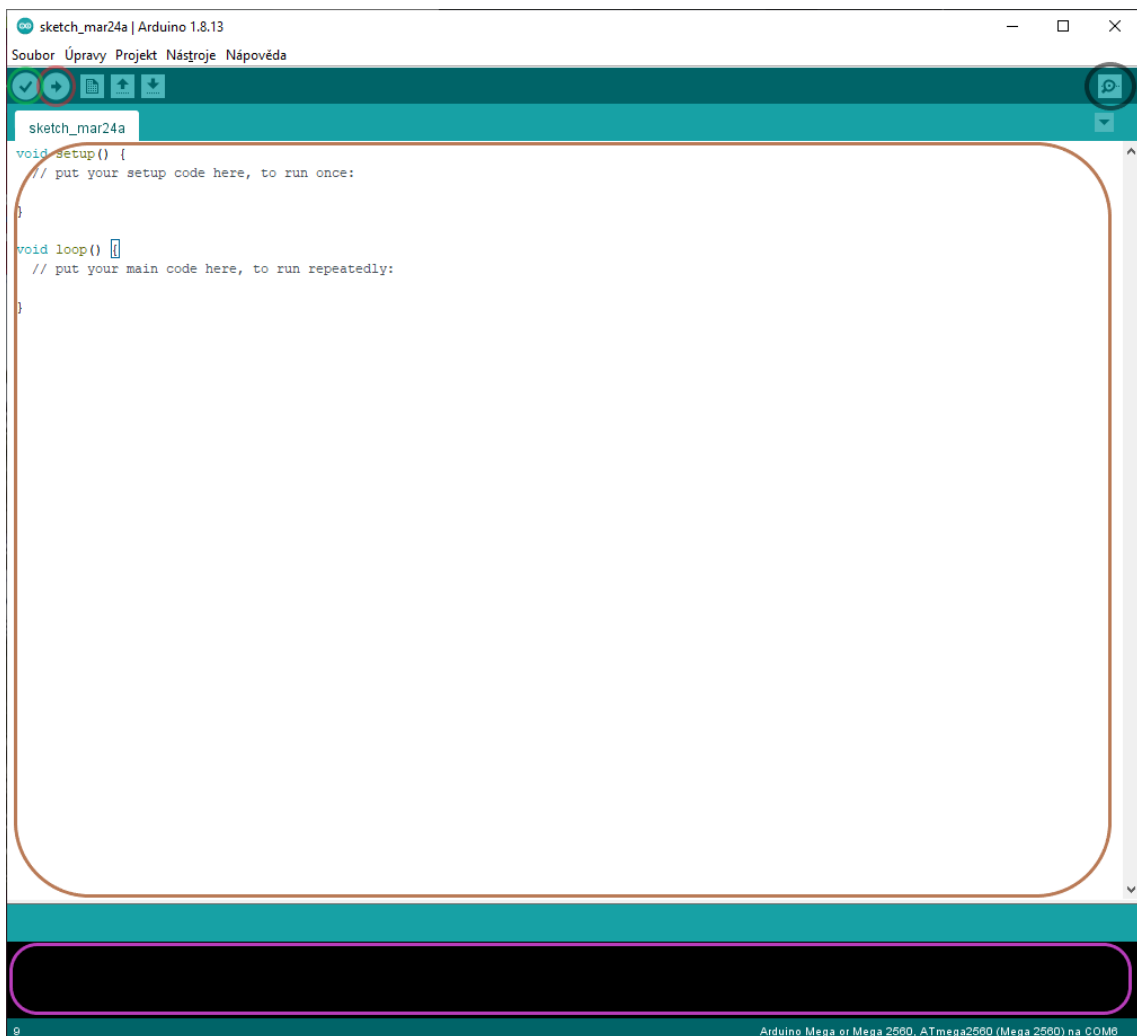 sketch_mar24a | Arduino 1.8.13
Soubor Úpravy Projekt Nástroje Nápověda
sketch_mar24a
void setup() {
  // put your setup code here, to run once:
}
void loop() {
  // put your main code here, to run repeatedly:
}
9
Arduino Mega or Mega 2560, ATmega2560 (Mega 2560) na COM6